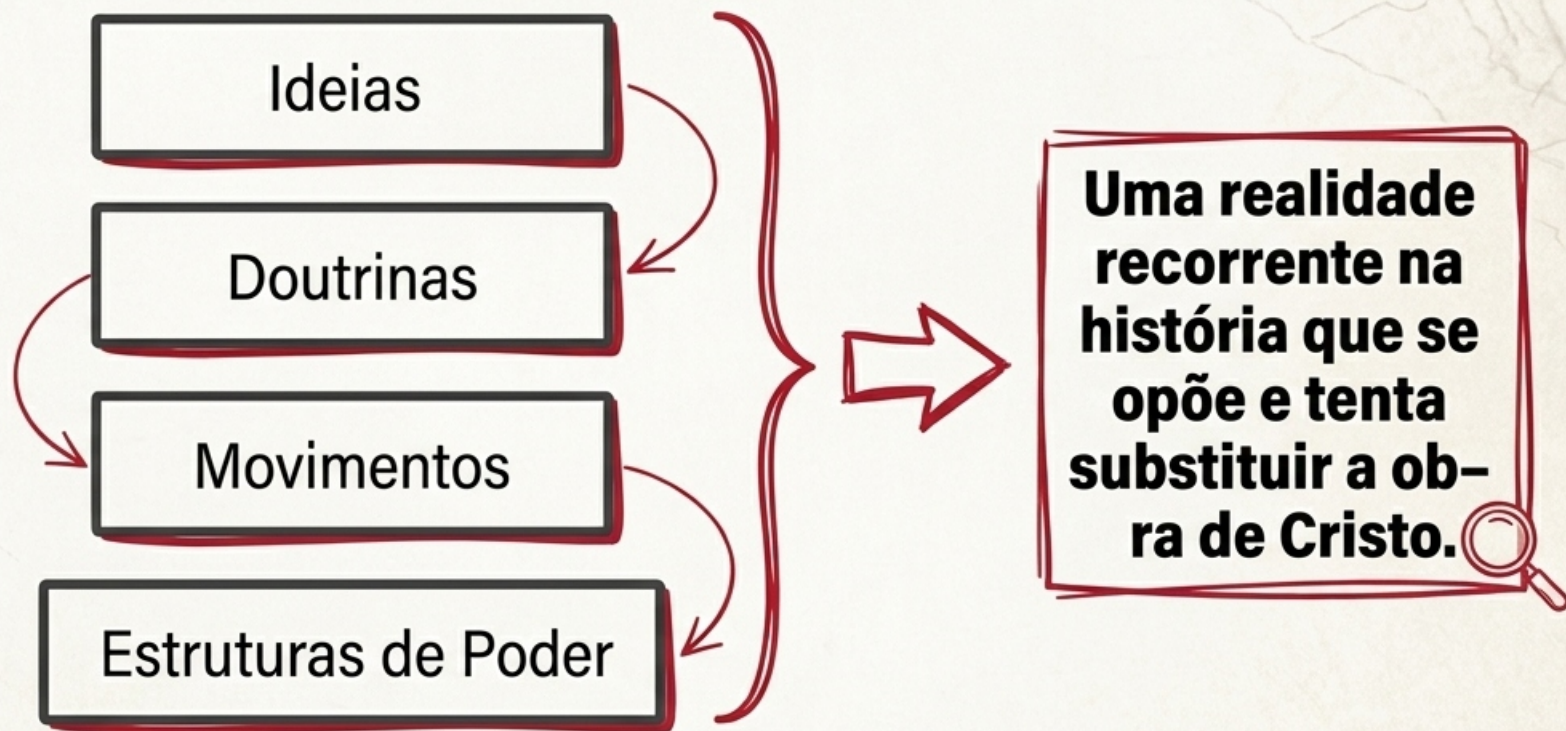 Ideias
Doutrinas
Movimentos
Estruturas de Poder
Uma realidade
recorrente na
história que se
opõe e tenta
substituir a ob–
ra de Cristo.